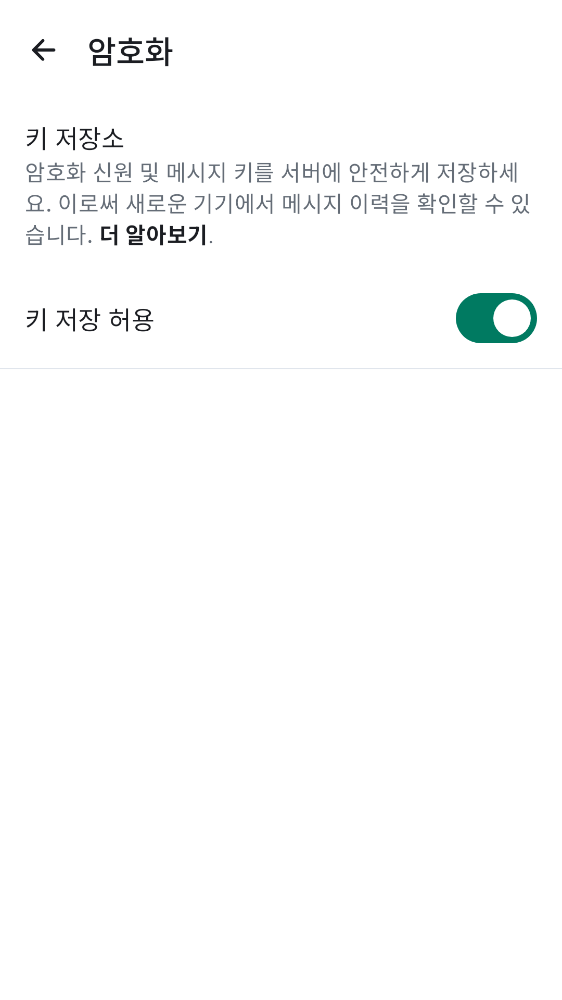 암호화
키 저장소
암호화 신원 및 메시지 키를 서버에 안전하게 저장하세
요. 이로써 새로운 기기에서 메시지 이력을 확인할 수 있
습니다. 더 알아보기.
키 저장 허용